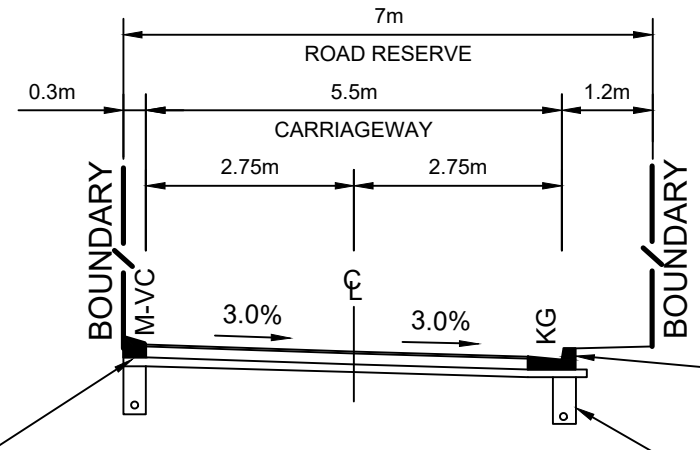 7m
ROAD RESERVE
0.3m
5.5m
1.2m
CARRIAGEWAY
2.75m
2.75m
BOUNDARY
M-VC
℄
3.0%
3.0%
KG
BOUNDARY